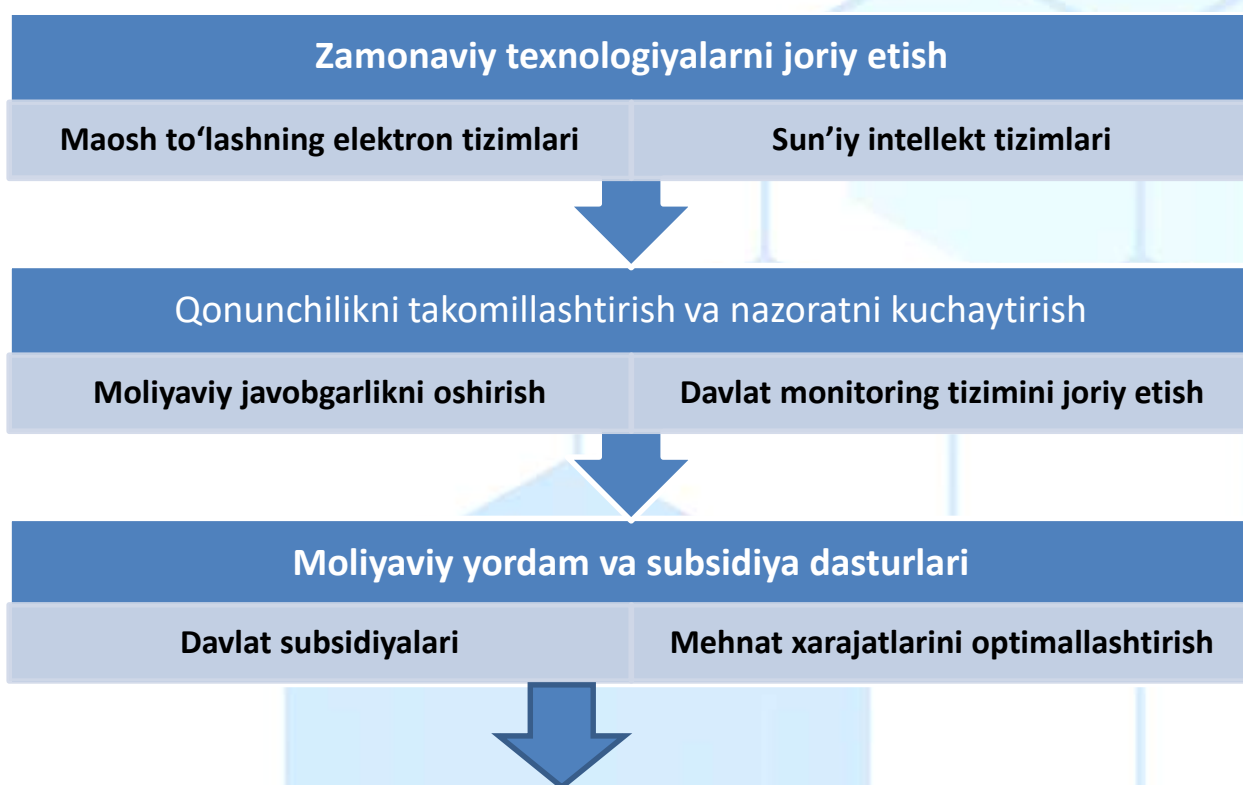 Zamonaviy texnologiyalarni joriy etish
Maosh to‘lashning elektron tizimlari
Sun’iy intellekt tizimlari
Qonunchilikni takomillashtirish va nazoratni kuchaytirish
Moliyaviy javobgarlikni oshirish
Davlat monitoring tizimini joriy etish
Moliyaviy yordam va subsidiya dasturlari
Davlat subsidiyalari
Mehnat xarajatlarini optimallashtirish